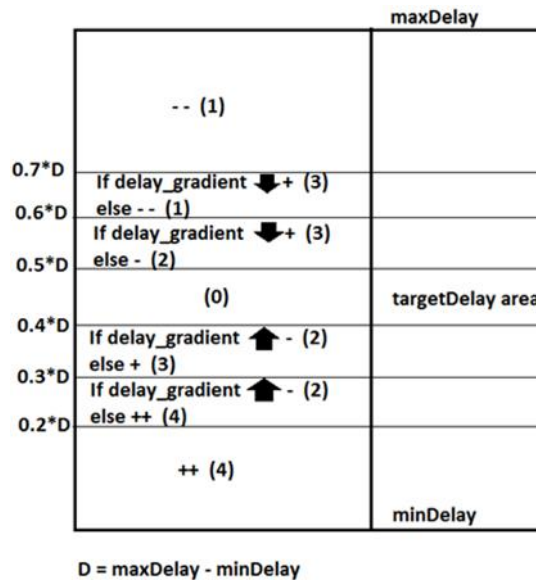 maxDelay
- - (1)
0.7*D
If delay_gradient + (3)
else - - (1)
0.6*D
If delay_gradient + (3)
else - (2)
0.5*D
(0)
targetDelay area
0.4*D
If delay_gradient - (2)
else + (3)
0.3*D
If delay_gradient - (2)
else ++ (4)
0.2*D
++ (4)
minDelay
D = maxDelay - minDelay